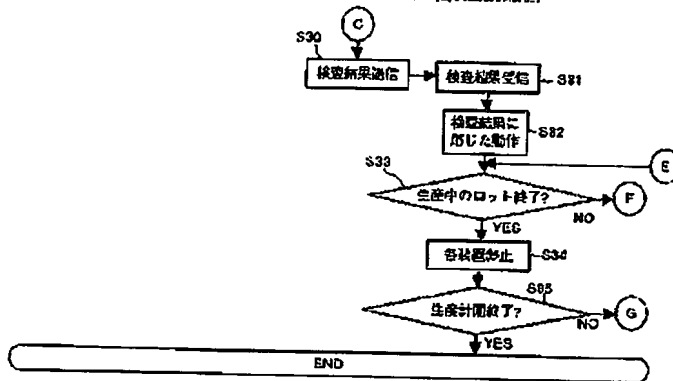 C
S30
検査結果送信
検査結果受信
S31
検査結果に
応じた動作
S32
E
S33
生産中のロット終了?
F
NO
YES
各装置停止
S34
S35
生産計画終了?
G
NO
YES
END